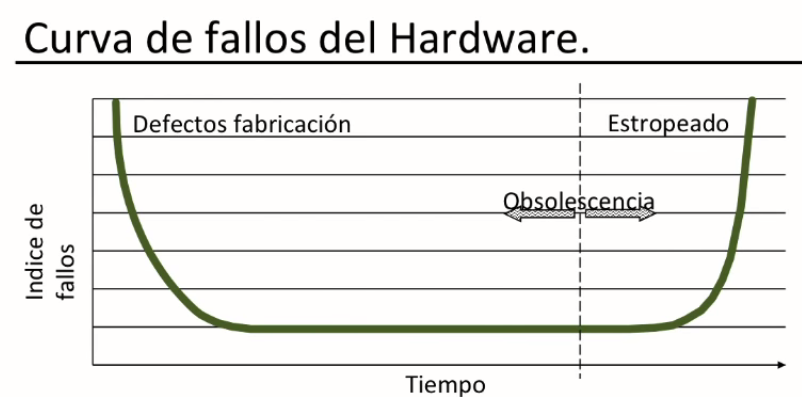 Curva de fallos del Hardware.
Defectos fabricación
Estropeado
Obsolescencia
Indice de
fallos
Tiempo